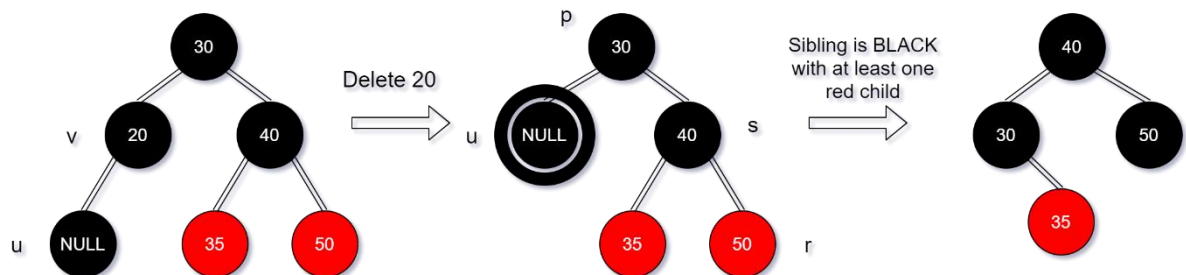 p
30
30
40
Sibling is BLACK
with at least one
red child
Delete 20
v
20
40
u
NULL
40
s
30
50
u
NULL
35
50
35
50
r
35